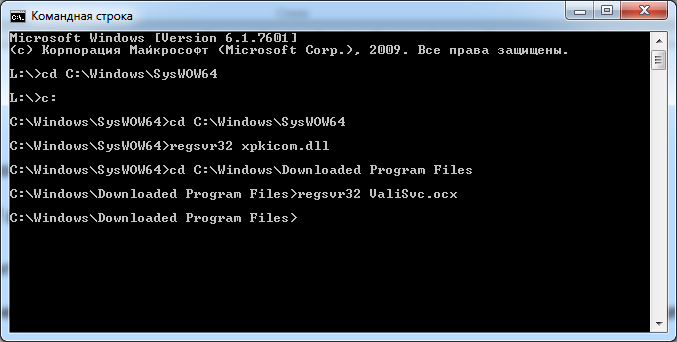 Командная строка
Microsoft Windows [Version 6.1.7601]
(c) Корпорация Майкрософт (Microsoft Corp.), 2009. Все права защищены.
L:\>cd C:\Windows\SysWOW64
L:\>c:
C:\Windows\SysWOW64>cd C:\Windows\SysWOW64
C:\Windows\SysWOW64>regsvr32 xpkicom.dll
C:\Windows\SysWOW64>cd C:\Windows\Downloaded Program Files
C:\Windows\Downloaded Program Files>regsvr32 ValiSvc.ocx
C:\Windows\Downloaded Program Files>